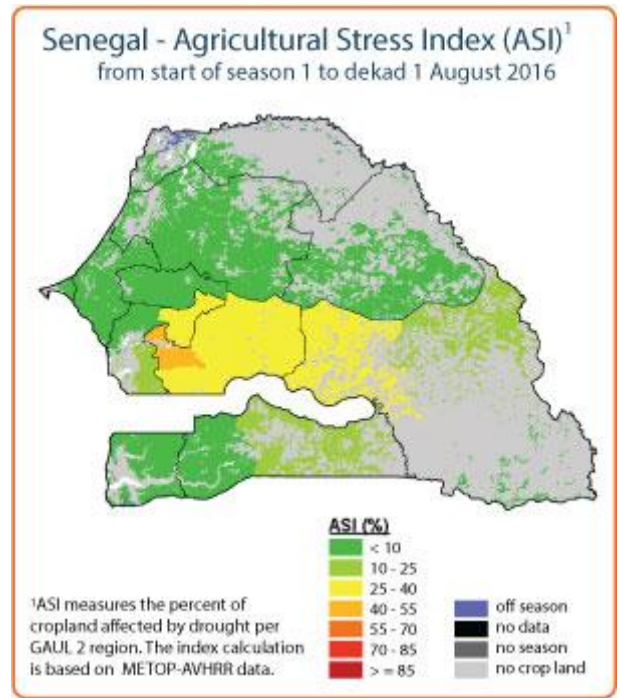 Senegal - Agricultural Stress Index (ASI)¹
from start of season 1 to dekad 1 August 2016
ASI (%)
< 10
10 - 25
25 - 40
40 - 55
55 - 70
70 - 85
> = 85
off season
no data
no season
no crop land
¹ASI measures the percent of
cropland affected by drought per
GAUL 2 region. The index calculation
is based on METOP-AVHRR data.